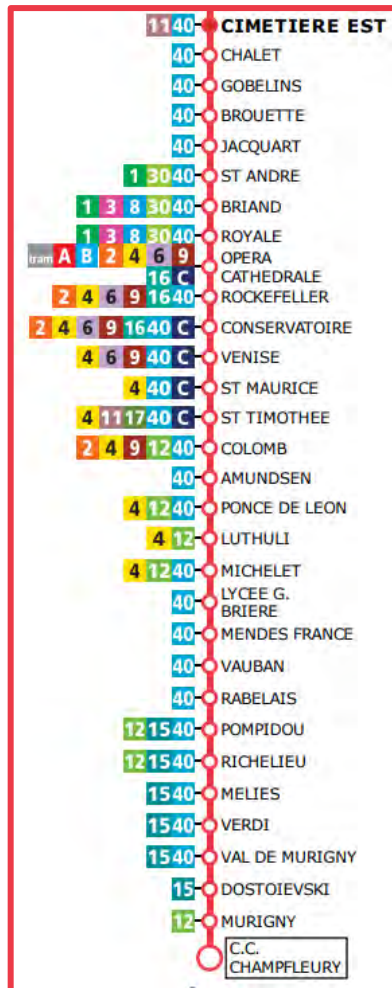 11 40 CIMETIERE EST
40 CHALET
40 GOBELINS
40 BROUETTE
40 JACQUART
1 30 40 ST ANDRE
1 3 8 30 40 BRIAND
1 3 8 30 40 ROYALE
tram A B 2 4 6 9 OPERA
16 C CATHEDRALE
2 4 6 9 16 40 ROCKEFELLER
2 4 6 9 16 40 C CONSERVATOIRE
4 6 9 40 C VENISE
4 40 C ST MAURICE
4 11 17 40 C ST TIMOTHEE
2 4 9 12 40 COLOMB
40 AMUNDSEN
4 12 40 PONCE DE LEON
4 12 LUTHULI
4 12 40 MICHELET
40 LYCEE G.
BRIERE
40 MENDES FRANCE
40 VAUBAN
40 RABELAIS
12 15 40 POMPIDOU
12 15 40 RICHELIEU
15 40 MELIES
15 40 VERDI
15 40 VAL DE MURIGNY
15 DOSTOIEVSKI
12 MURIGNY
C.C.
CHAMPFLEURY